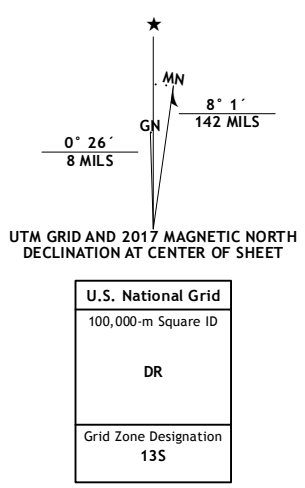 ★
MN
GN
8° 1´
142 MILS
0° 26´
8 MILS
UTM GRID AND 2017 MAGNETIC NORTH
DECLINATION AT CENTER OF SHEET
U.S. National Grid
100,000-m Square ID
DR
Grid Zone Designation
13S